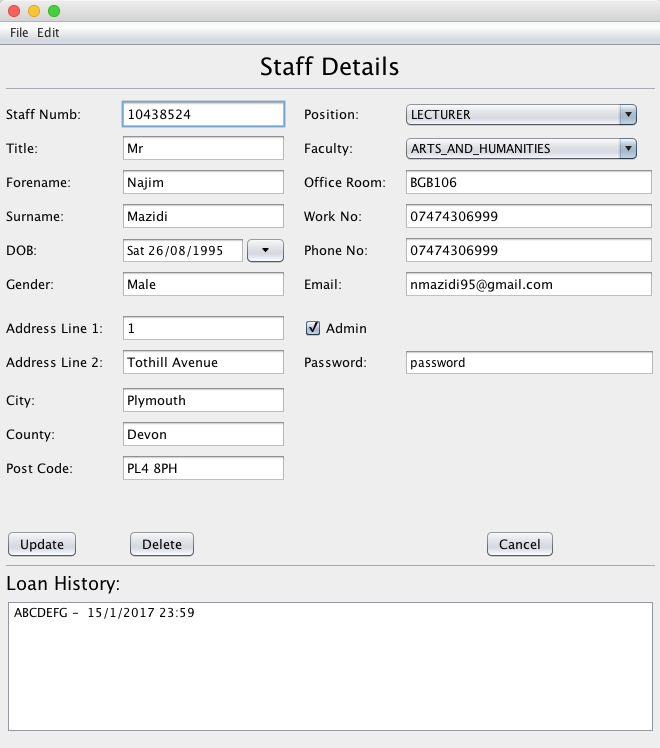 File Edit
Staff Details
Staff Numb: 10438524 Position: LECTURER
Title: Mr Faculty: ARTS_AND_HUMANITIES
Forename: Najim Office Room: BGB106
Surname: Mazidi Work No: 07474306999
DOB: Sat 26/08/1995 Phone No: 07474306999
Gender: Male Email: nmazidi95@gmail.com
Address Line 1: 1 Admin
Address Line 2: Tothill Avenue Password: password
City: Plymouth
County: Devon
Post Code: PL4 8PH
Update Delete Cancel
Loan History:
ABCDEFG - 15/1/2017 23:59